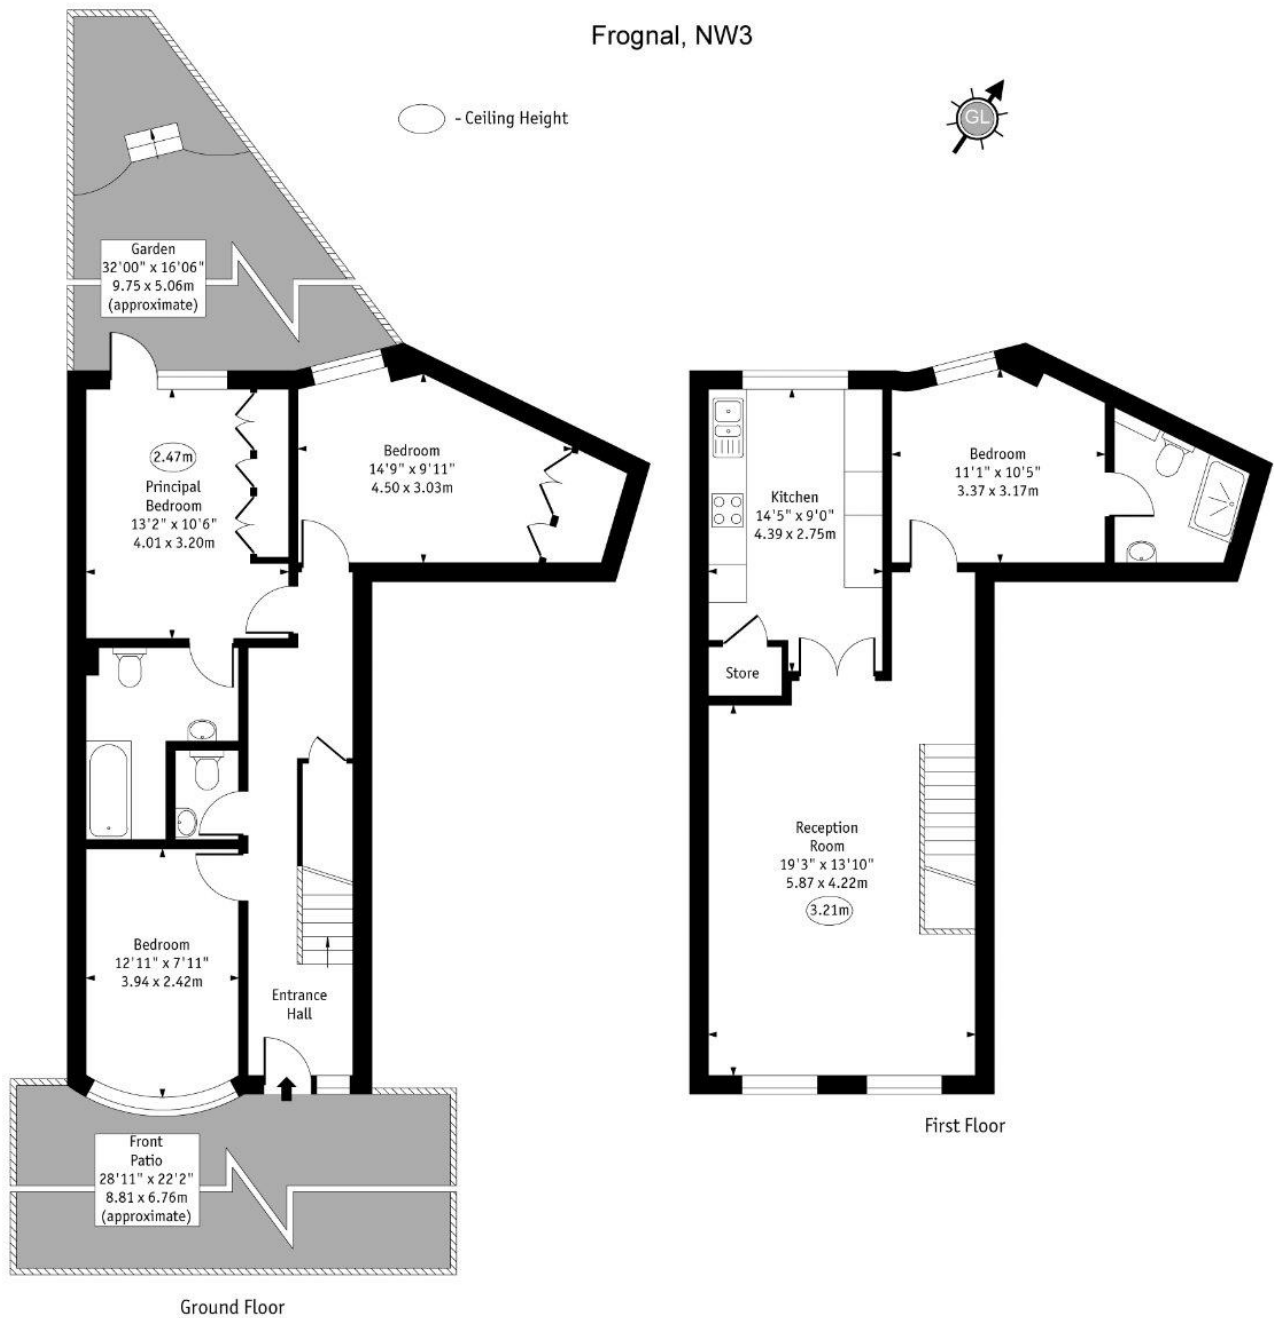 Frognal, NW3
- Ceiling Height
GL
Garden
32'00" x 16'06"
9.75 x 5.06m
(approximate)
2.47m
Principal
Bedroom
13'2" x 10'6"
4.01 x 3.20m
Bedroom
14'9" x 9'11"
4.50 x 3.03m
Bedroom
12'11" x 7'11"
3.94 x 2.42m
Entrance
Hall
Front
Patio
28'11" x 22'2"
8.81 x 6.76m
(approximate)
Ground Floor
Kitchen
14'5" x 9'0"
4.39 x 2.75m
Bedroom
11'1" x 10'5"
3.37 x 3.17m
Store
Reception
Room
19'3" x 13'10"
5.87 x 4.22m
3.21m
First Floor